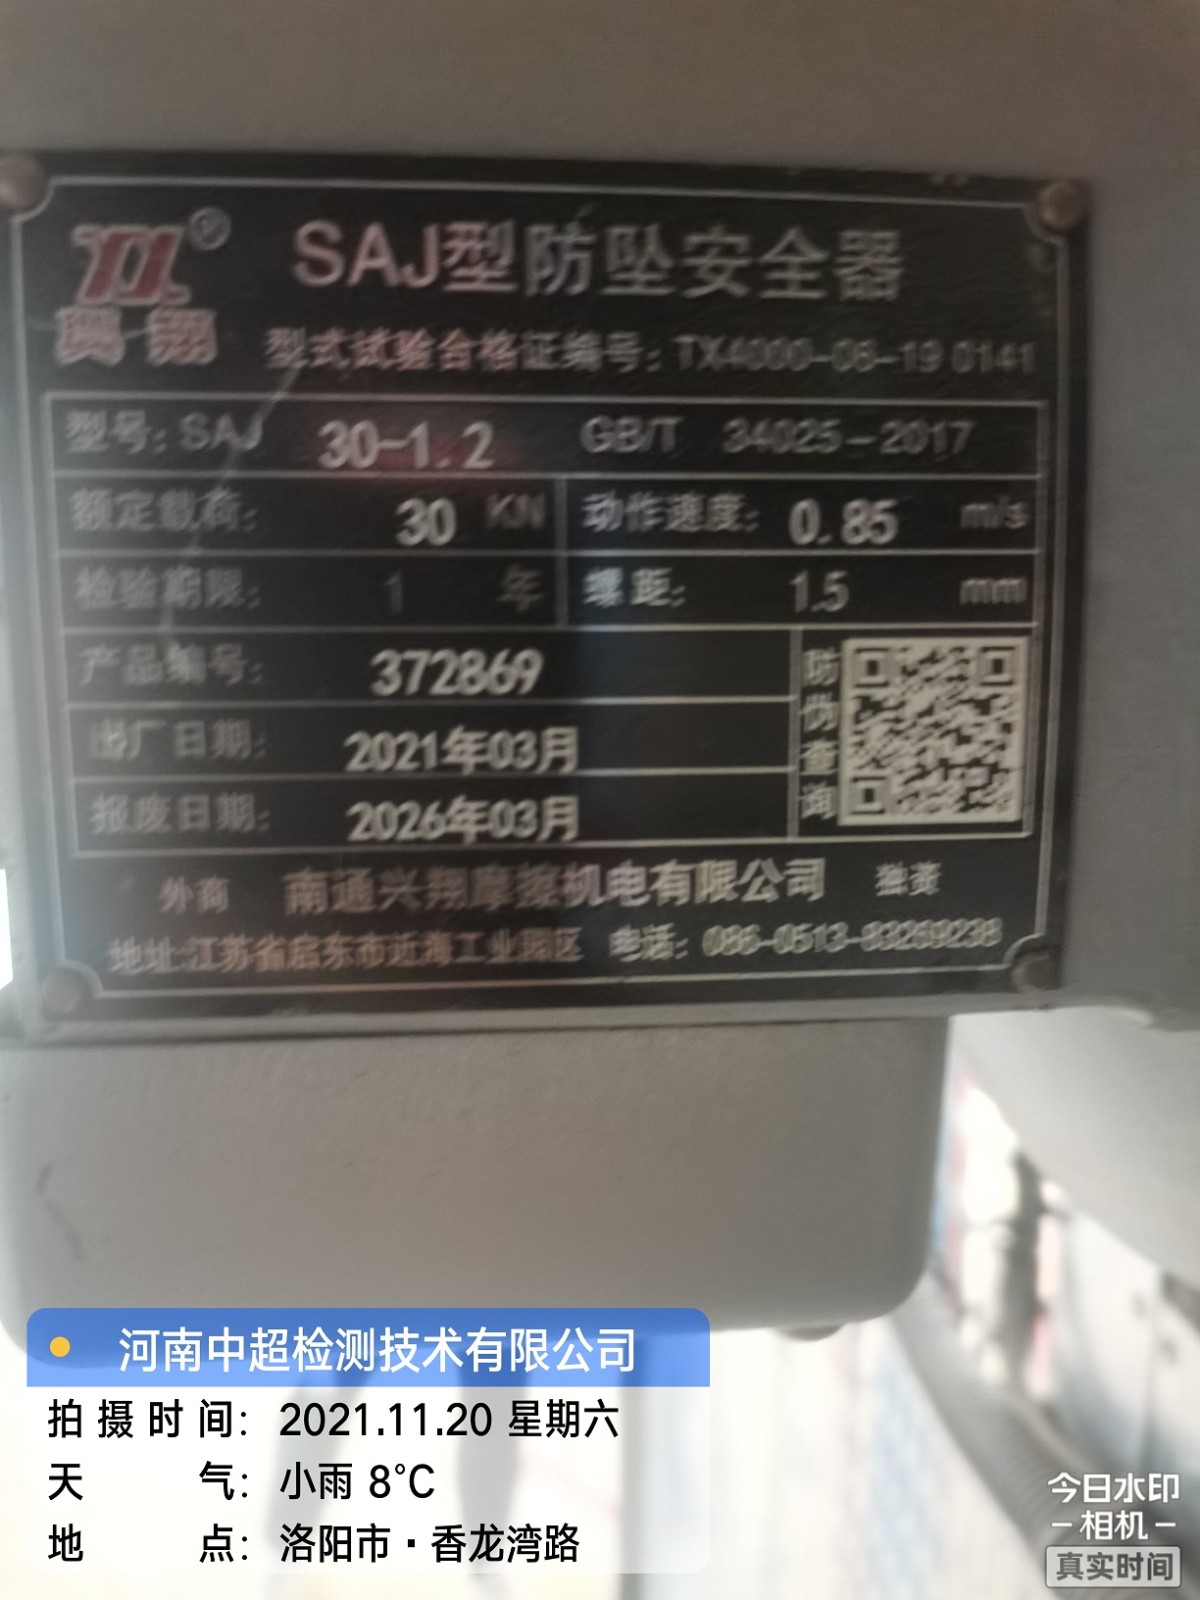 SAJ型防坠安全器
型式试验合格证编号：TX4000-06-19 0141
型号：SAJ 30-1.2 GB/T 34025-2017
额定载荷： 30 KN 动作速度： 0.85 m/s
检验期限： 1 年 螺距： 1.5 mm
产品编号： 372869
出厂日期： 2021年03月
报废日期： 2026年03月
防伪查询
南通兴翔摩擦机电有限公司
地址:江苏省启东市近海工业园区 电话：086-0513-83269238
河南中超检测技术有限公司
拍摄时间： 2021.11.20 星期六
天气： 小雨 8℃
地点： 洛阳市·香龙湾路
今日水印
-相机-
真实时间